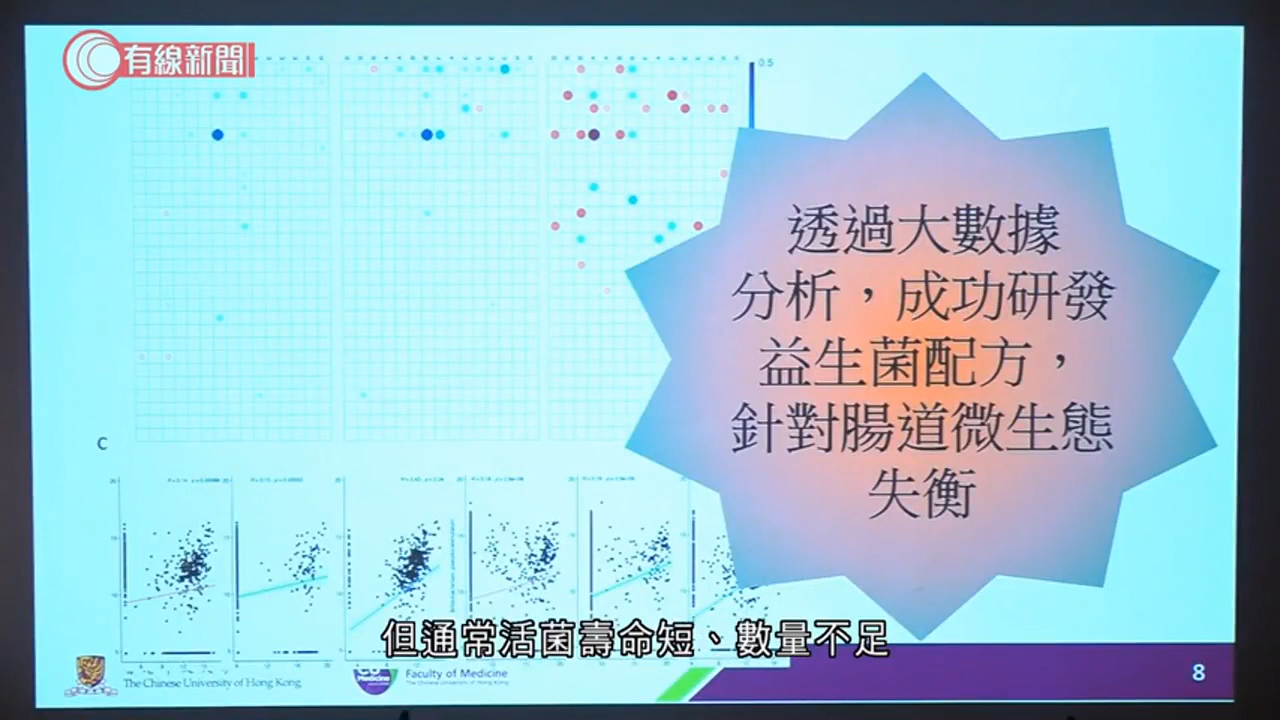 有線新聞
0.5
透過大數據
分析，成功研發
益生菌配方，
針對腸道微生態
失衡
C
但通常活菌壽命短、數量不足
The Chinese University of Hong Kong
Medicine
Faculty of Medicine
The Chinese University of Hong Kong
8